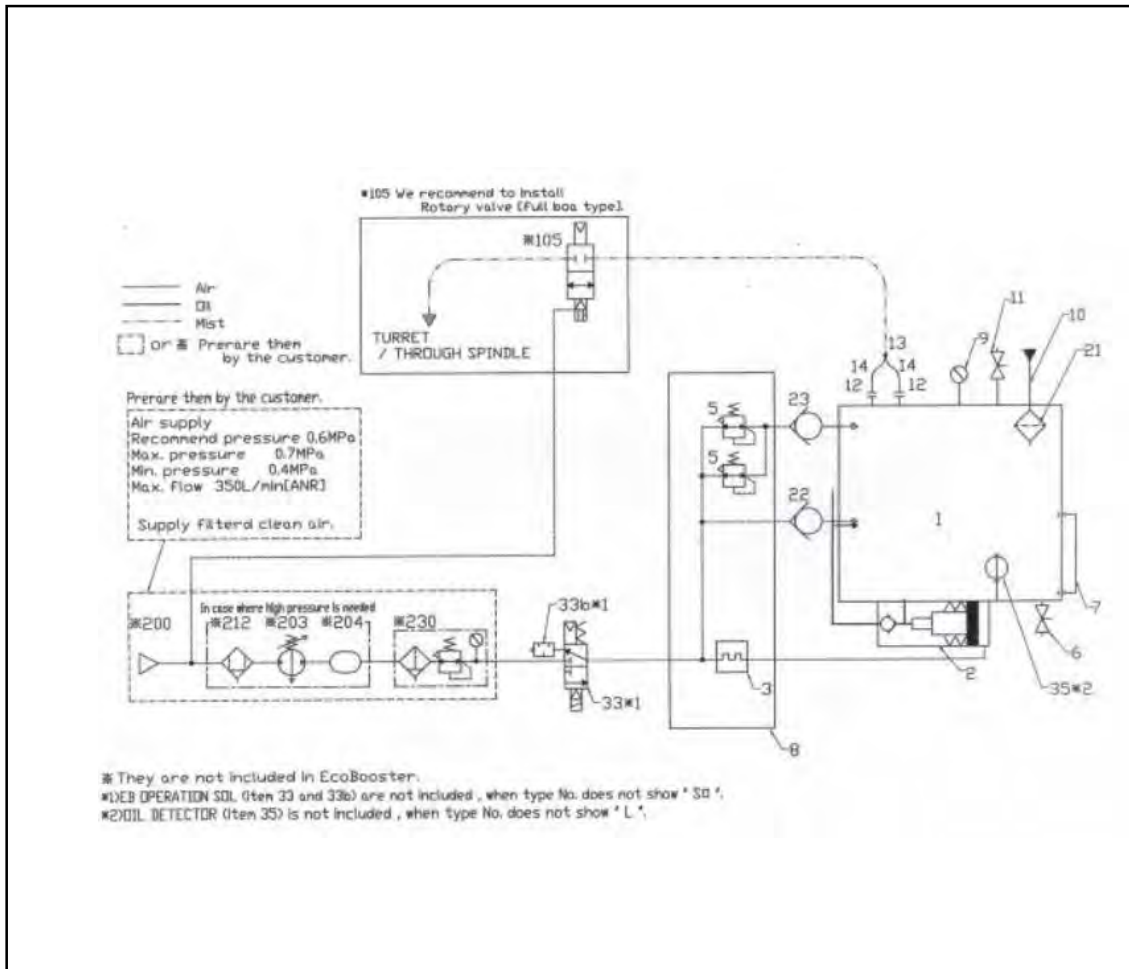 *105 We recommend to Install
Rotary valve [Full boa type].
※105
Air
Oil
Mist
or ※ Prerare them
by the customer.
TURRET
/ THROUGH SPINDLE
Prerare them by the customer.
Air supply
Recommend pressure 0.6MPa
Max. pressure 0.7MPa
Min. pressure 0.4MPa
Max. flow 350L/min[ANR]
Supply filterd clean air.
In case where high pressure is needed
※200
※212 ※203 ※204
※230
33b*1
33*1
5
5
3
8
23
22
13
14 14
12 12
9
11
10
21
1
7
2
6
35*2
※ They are not included in EcoBooster.
*1)EB OPERATION SOL (Item 33 and 33b) are not included , when type No. does not show " SO ".
*2)OIL DETECTOR (Item 35) is not included , when type No. does not show " L ".